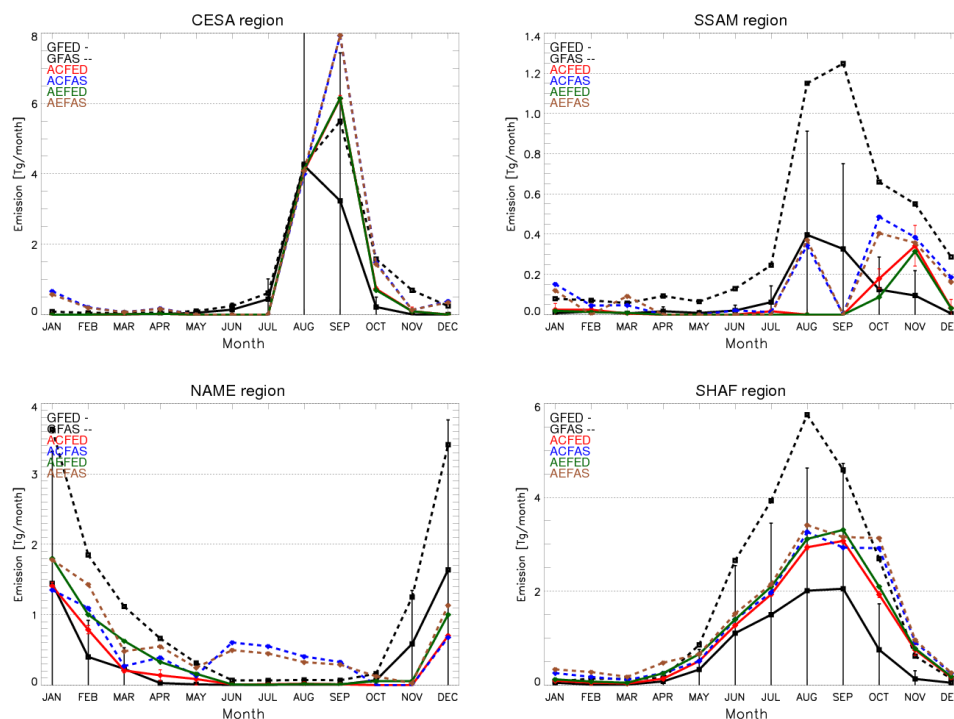 CESA region
8
6
4
2
0
Emission [Tg/month]
GFED -
GFAS --
ACFED
ACFAS
AEFED
AEFAS
JAN FEB MAR APR MAY JUN JUL AUG SEP OCT NOV DEC
Month
SSAM region
1.4
1.2
1.0
0.8
0.6
0.4
0.2
0.0
Emission [Tg/month]
GFED -
GFAS --
ACFED
ACFAS
AEFED
AEFAS
JAN FEB MAR APR MAY JUN JUL AUG SEP OCT NOV DEC
Month
NAME region
4
3
2
1
0
Emission [Tg/month]
GFED -
GFAS --
ACFED
ACFAS
AEFED
AEFAS
JAN FEB MAR APR MAY JUN JUL AUG SEP OCT NOV DEC
Month
SHAF region
6
4
2
0
Emission [Tg/month]
GFED -
GFAS --
ACFED
ACFAS
AEFED
AEFAS
JAN FEB MAR APR MAY JUN JUL AUG SEP OCT NOV DEC
Month